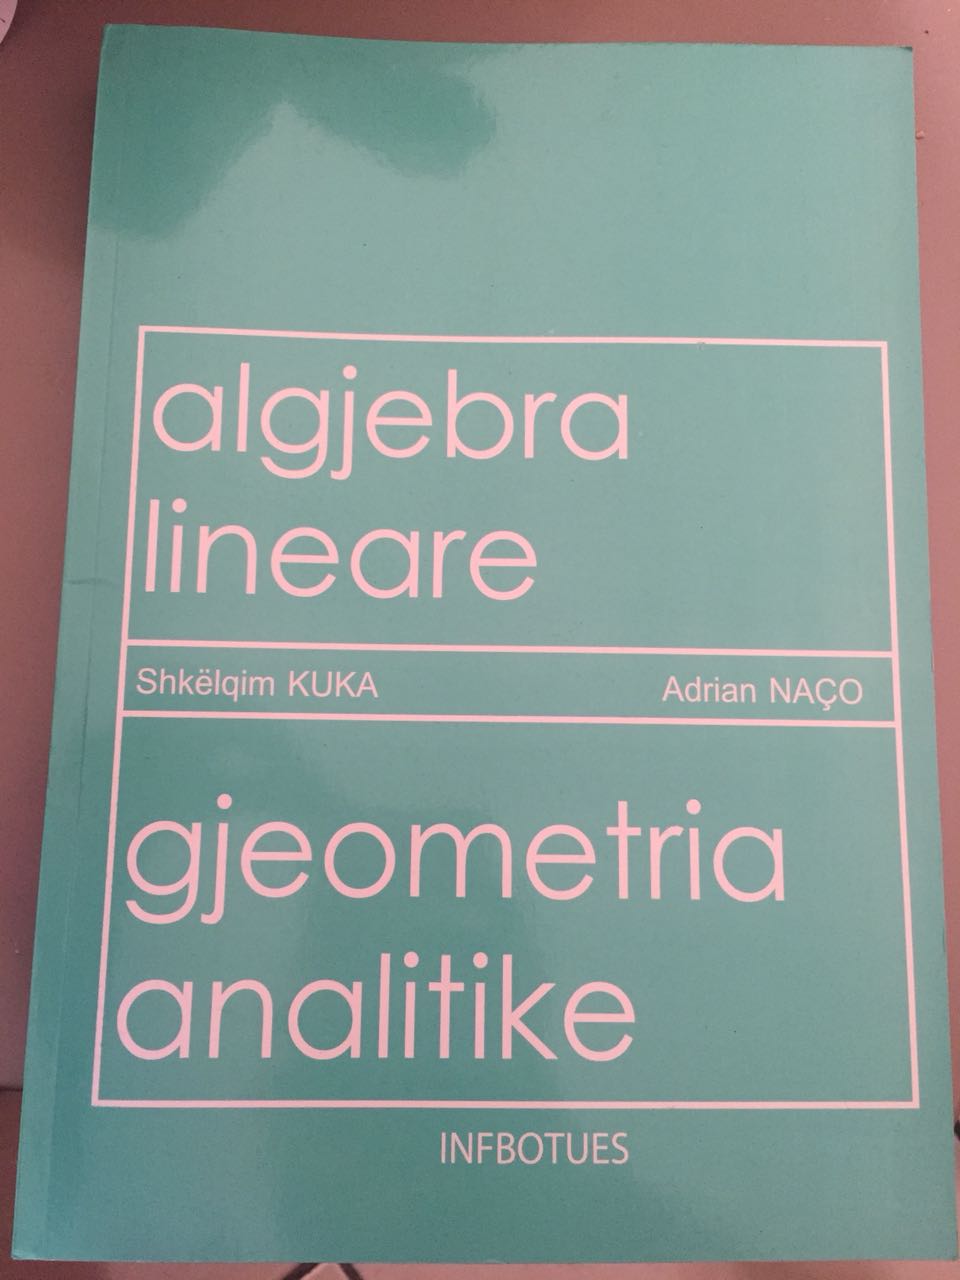 algjebra
lineare
Shkëlqim KUKA Adrian NAÇO
gjeometria
analitike
INFBOTUES